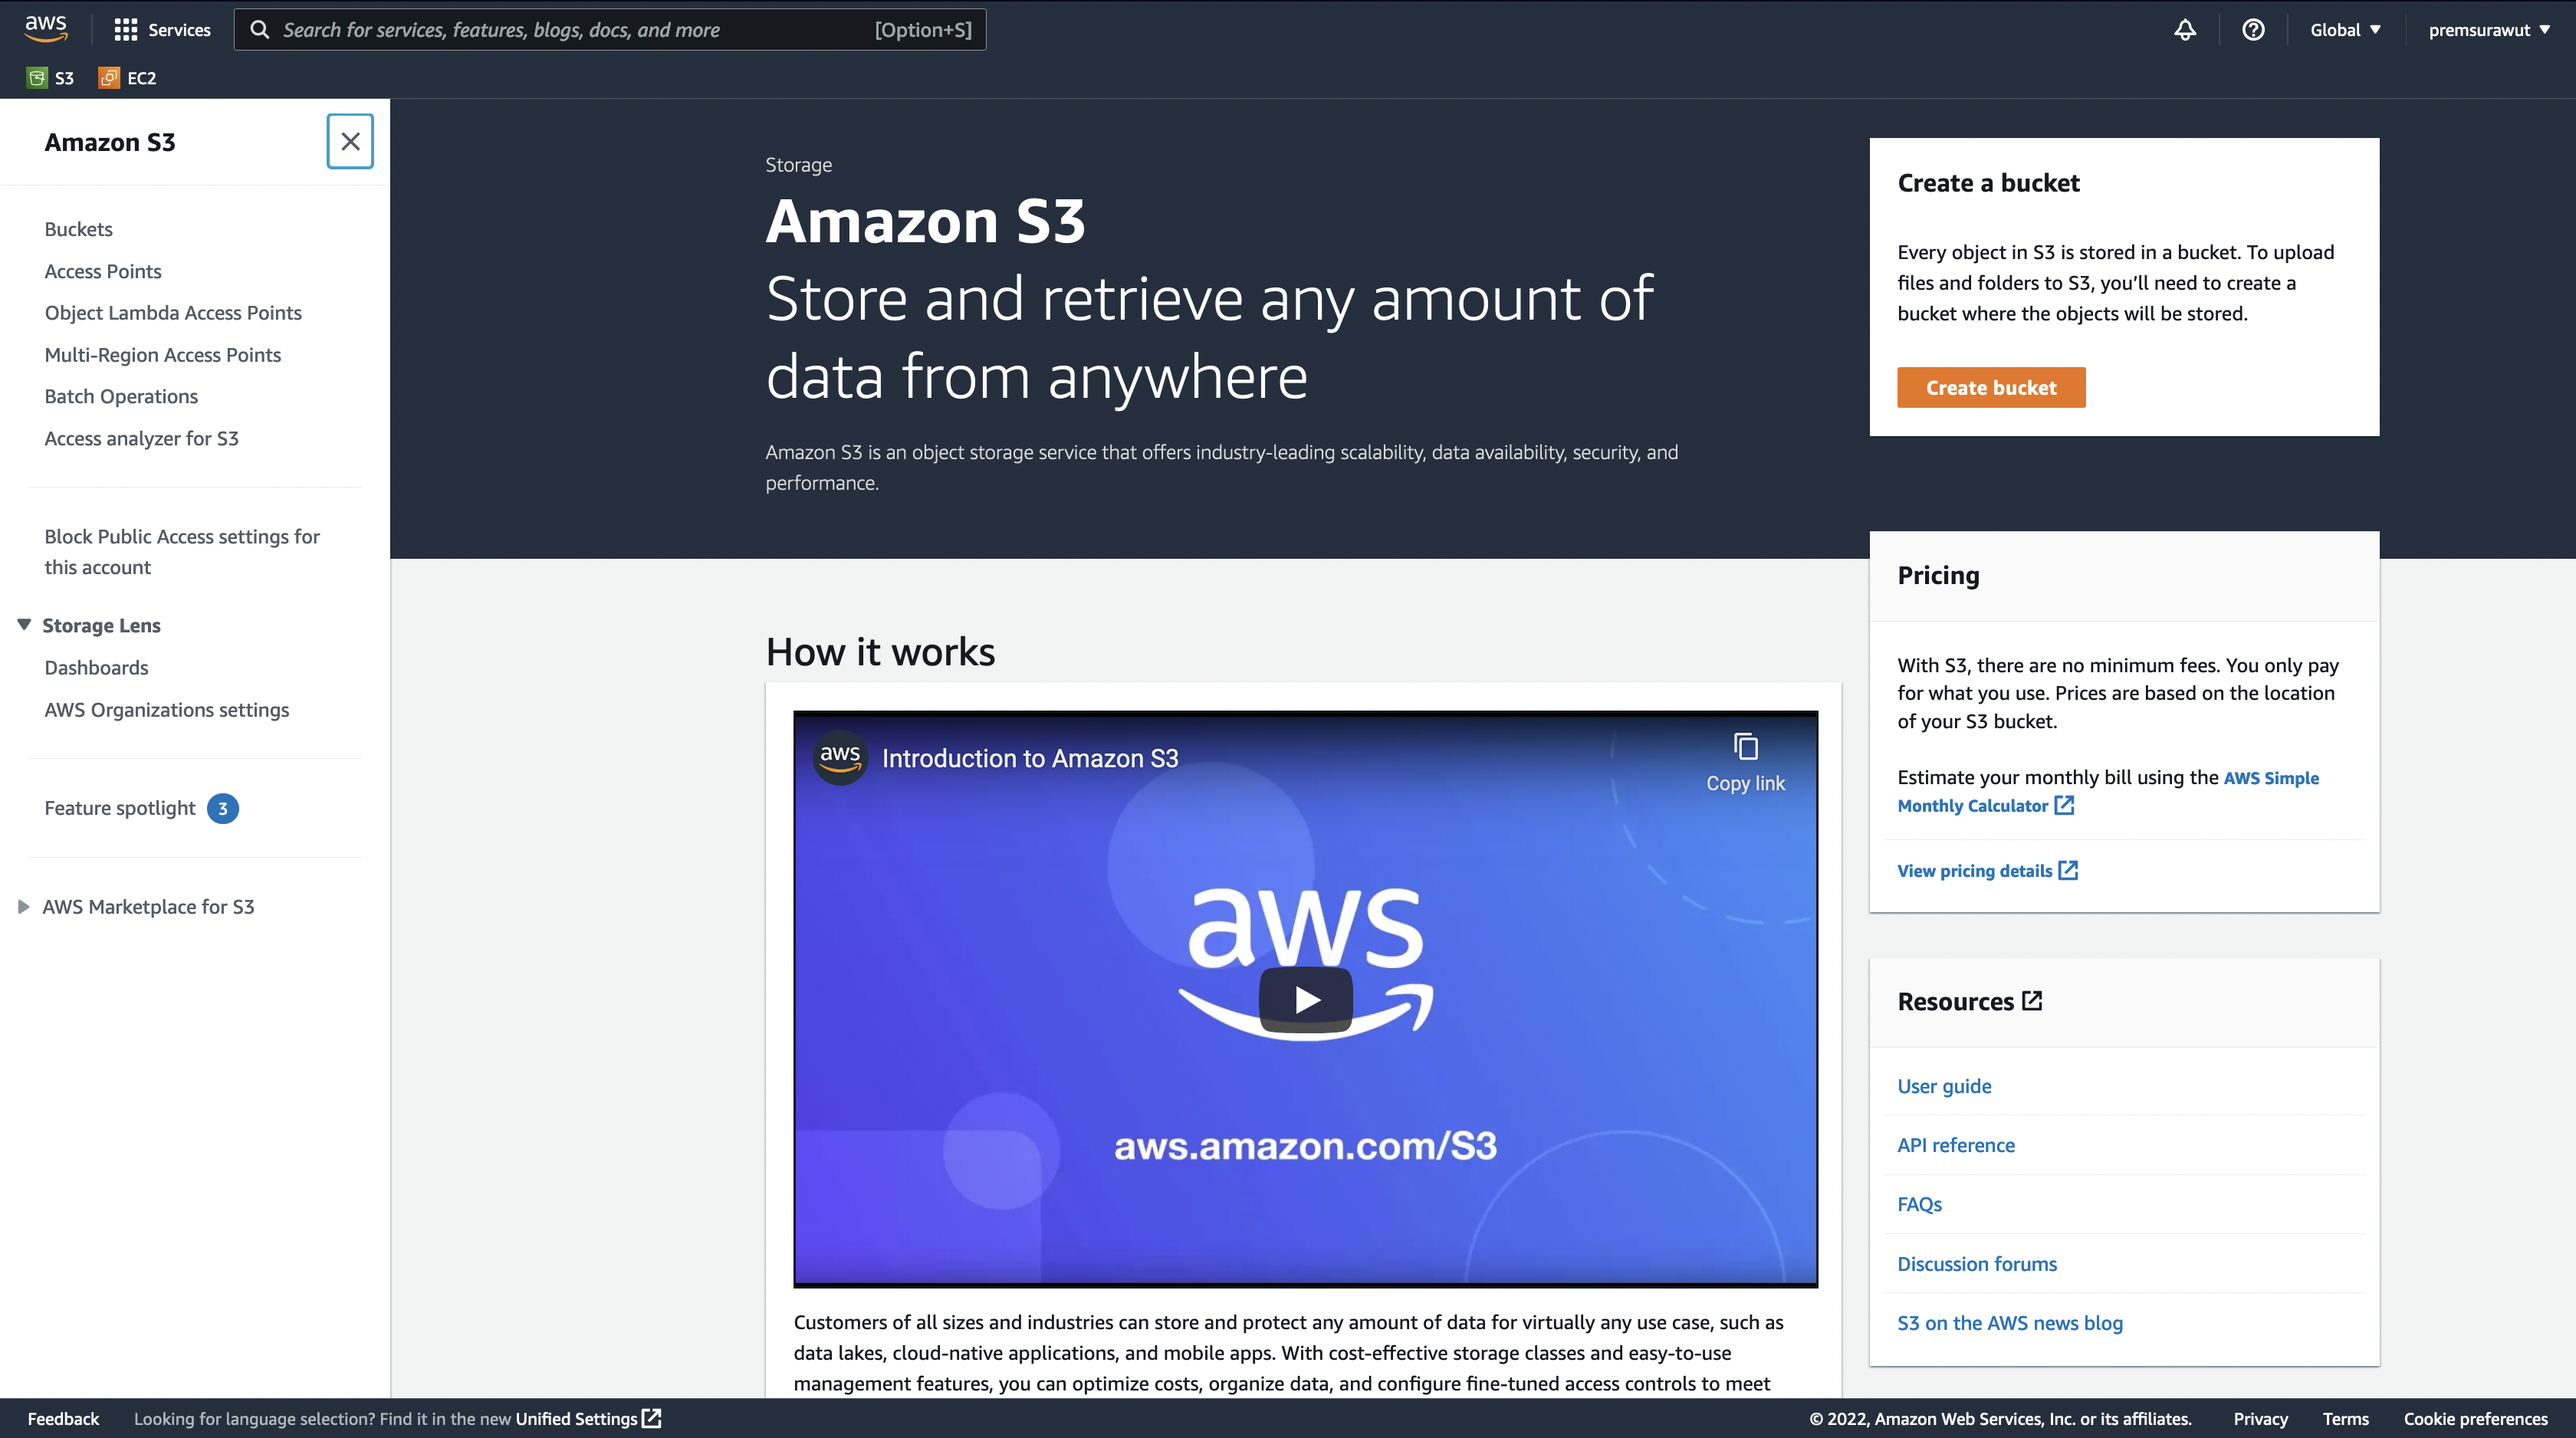 aws
Services
Search for services, features, blogs, docs, and more
[Option+S]
Global
premsurawut
S3
EC2
Amazon S3
Buckets
Access Points
Object Lambda Access Points
Multi-Region Access Points
Batch Operations
Access analyzer for S3
Block Public Access settings for
this account
Storage Lens
Dashboards
AWS Organizations settings
Feature spotlight 3
AWS Marketplace for S3
Storage
Amazon S3
Store and retrieve any amount of
data from anywhere
Amazon S3 is an object storage service that offers industry-leading scalability, data availability, security, and
performance.
How it works
aws
Introduction to Amazon S3
Copy link
aws
aws.amazon.com/S3
Customers of all sizes and industries can store and protect any amount of data for virtually any use case, such as
data lakes, cloud-native applications, and mobile apps. With cost-effective storage classes and easy-to-use
management features, you can optimize costs, organize data, and configure fine-tuned access controls to meet
Create a bucket
Every object in S3 is stored in a bucket. To upload
files and folders to S3, you’ll need to create a
bucket where the objects will be stored.
Create bucket
Pricing
With S3, there are no minimum fees. You only pay
for what you use. Prices are based on the location
of your S3 bucket.
Estimate your monthly bill using the AWS Simple
Monthly Calculator
View pricing details
Resources
User guide
API reference
FAQs
Discussion forums
S3 on the AWS news blog
Feedback
Looking for language selection? Find it in the new Unified Settings
© 2022, Amazon Web Services, Inc. or its affiliates.
Privacy
Terms
Cookie preferences